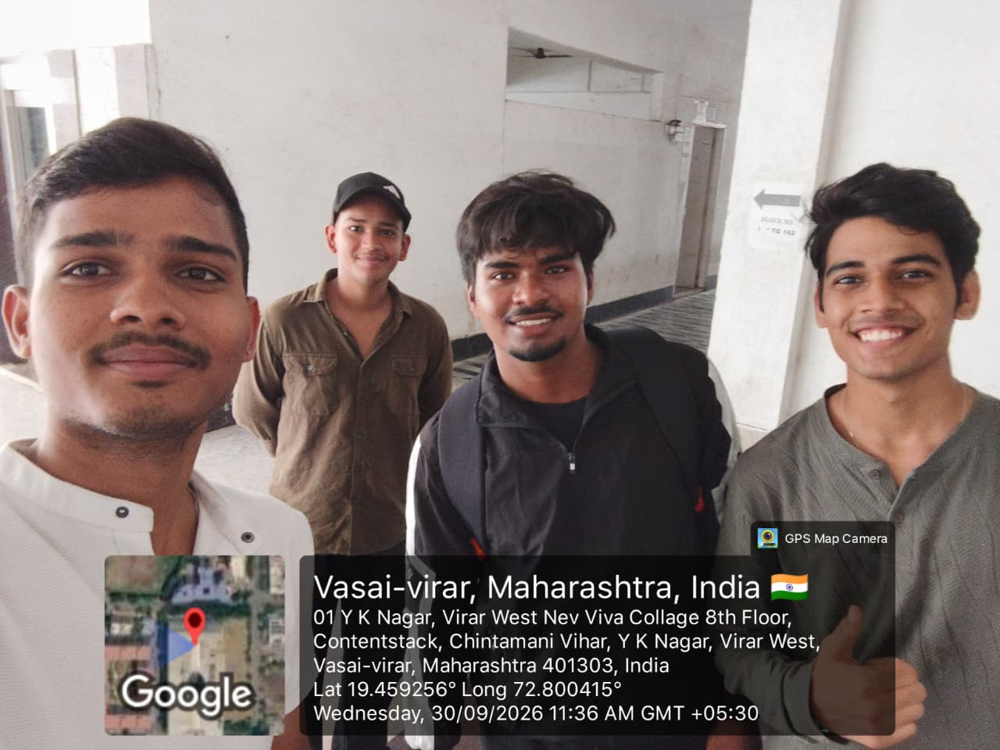 BLOCK NO.
TO 162
GPS Map Camera
Vasai-virar, Maharashtra, India
01 Y K Nagar, Virar West Nev Viva Collage 8th Floor,
Contentstack, Chintamani Vihar, Y K Nagar, Virar West,
Vasai-virar, Maharashtra 401303, India
Lat 19.459256° Long 72.800415°
Wednesday, 30/09/2026 11:36 AM GMT +05:30
Google